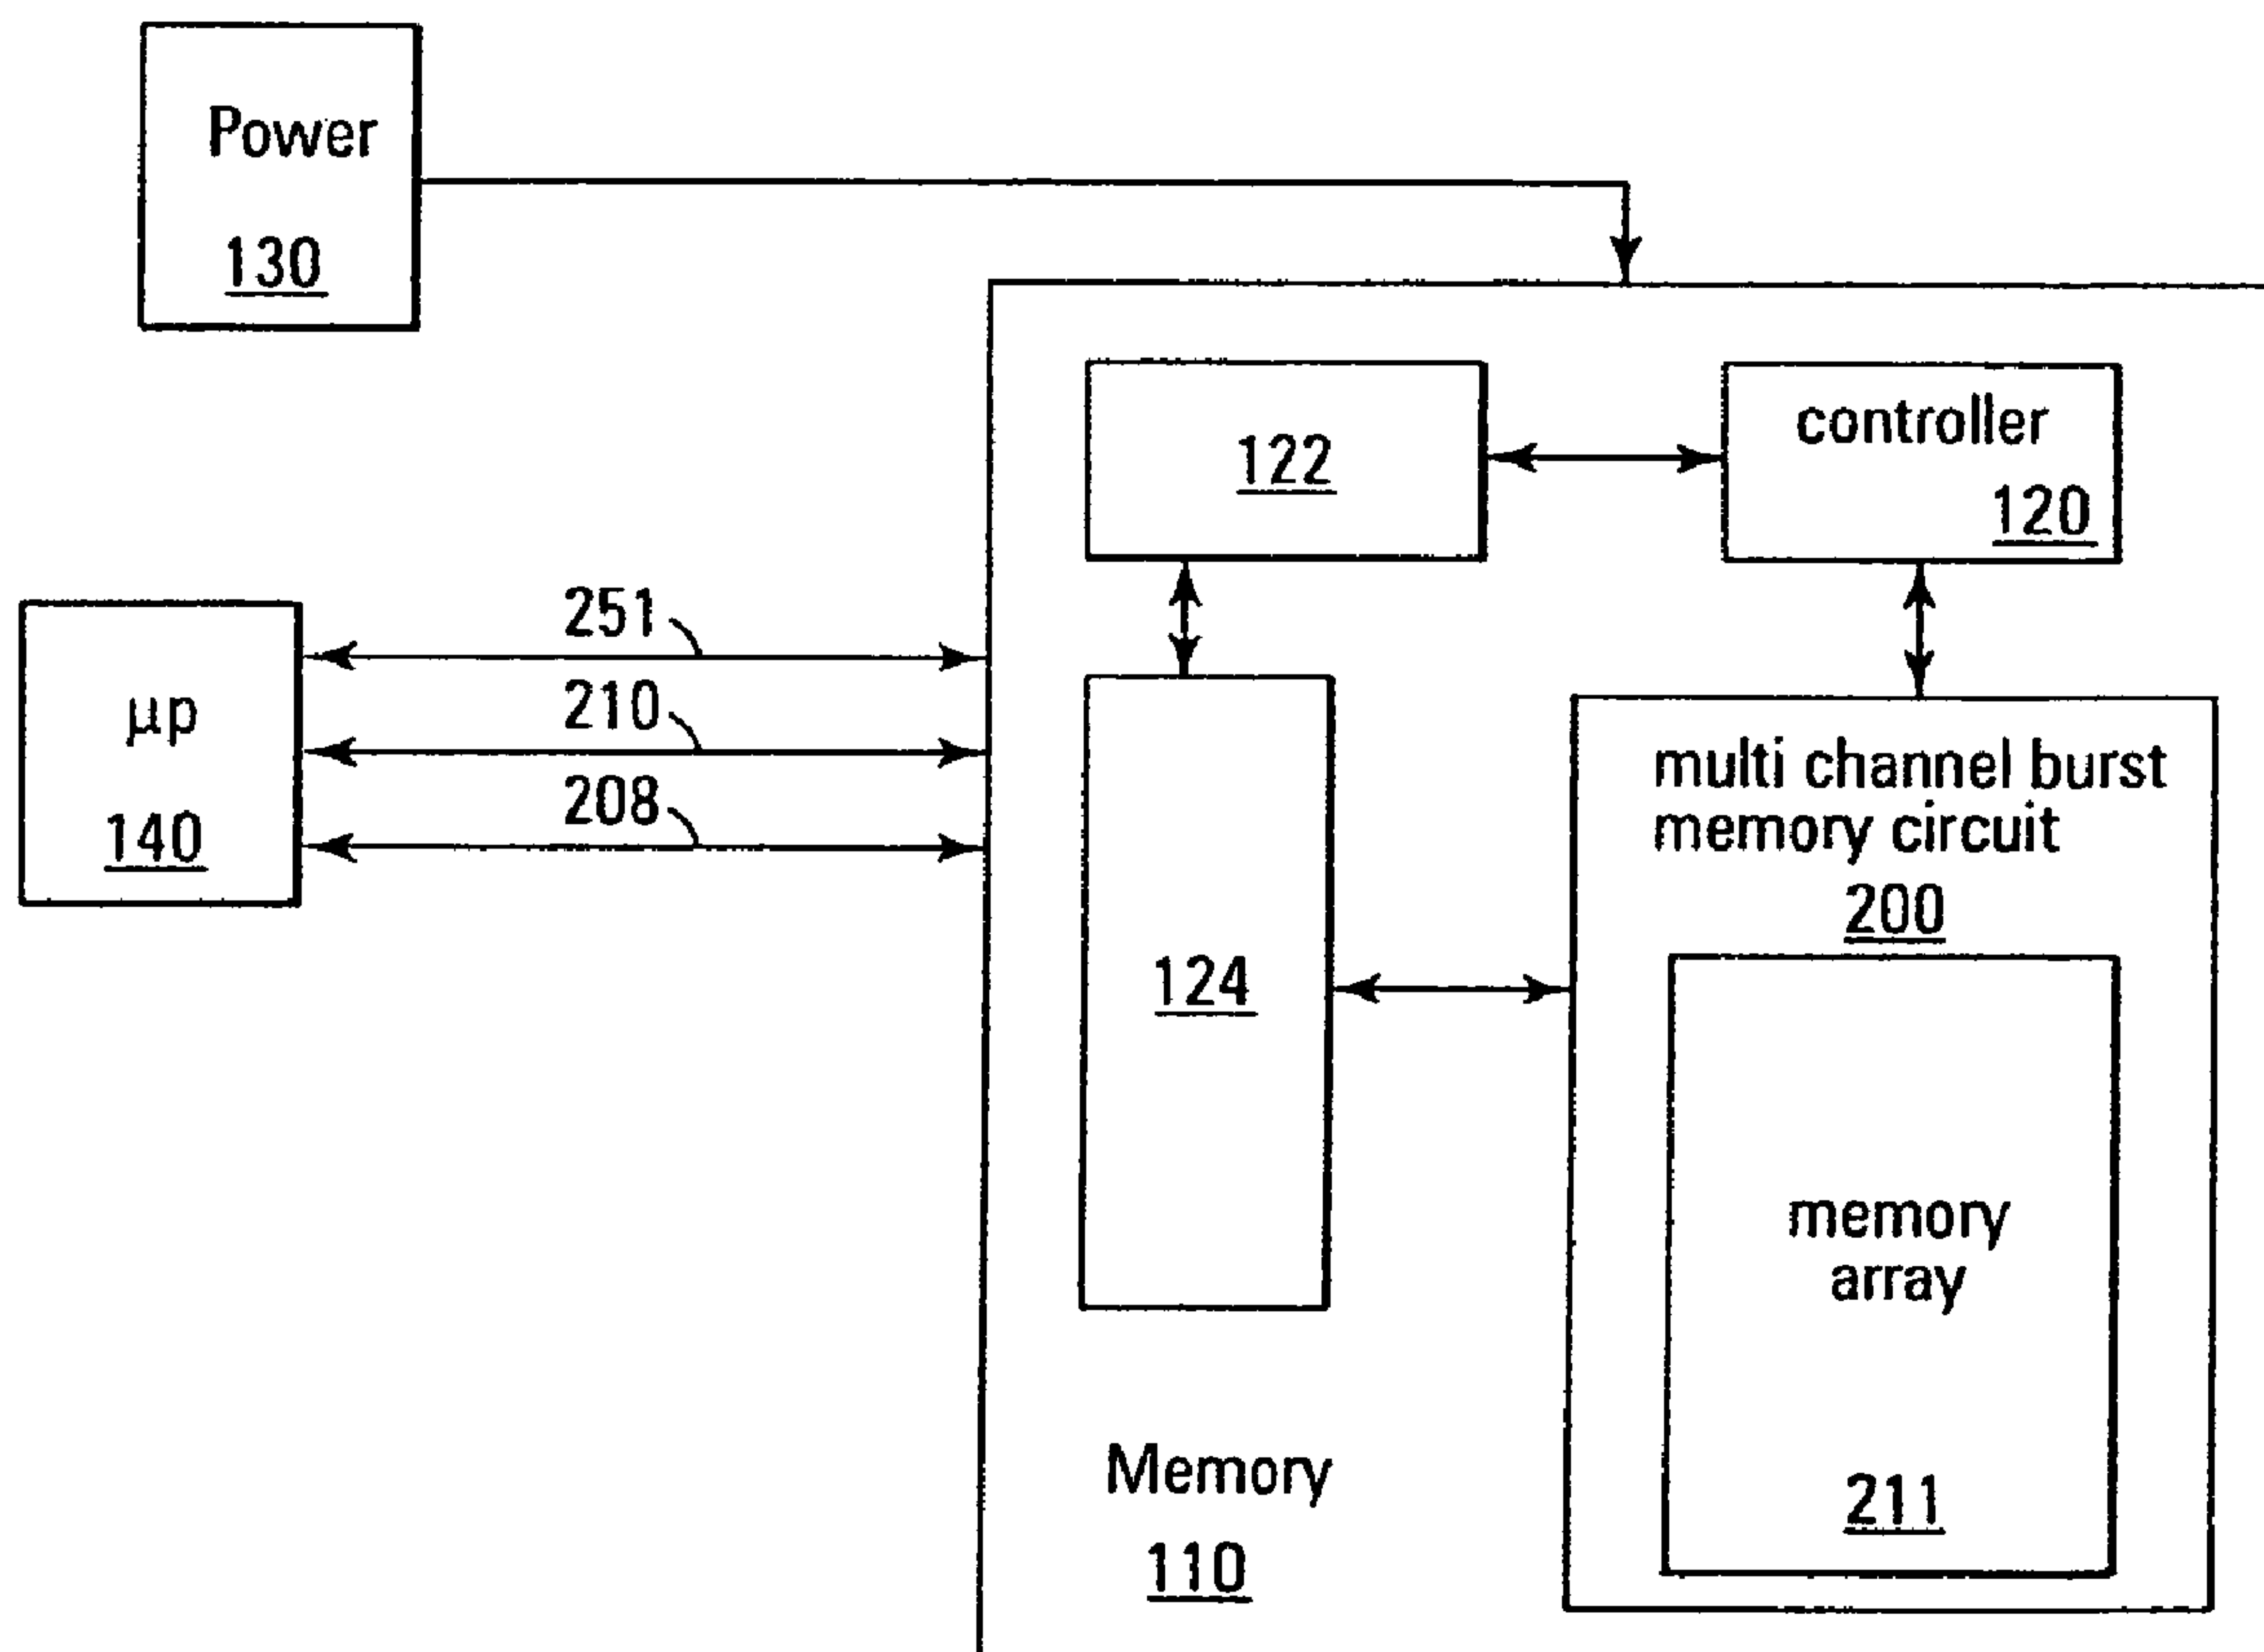 Power
130
122
controller
120
251
210
208
µp
140
124
multi channel burst
memory circuit
200
memory
array
211
Memory
110